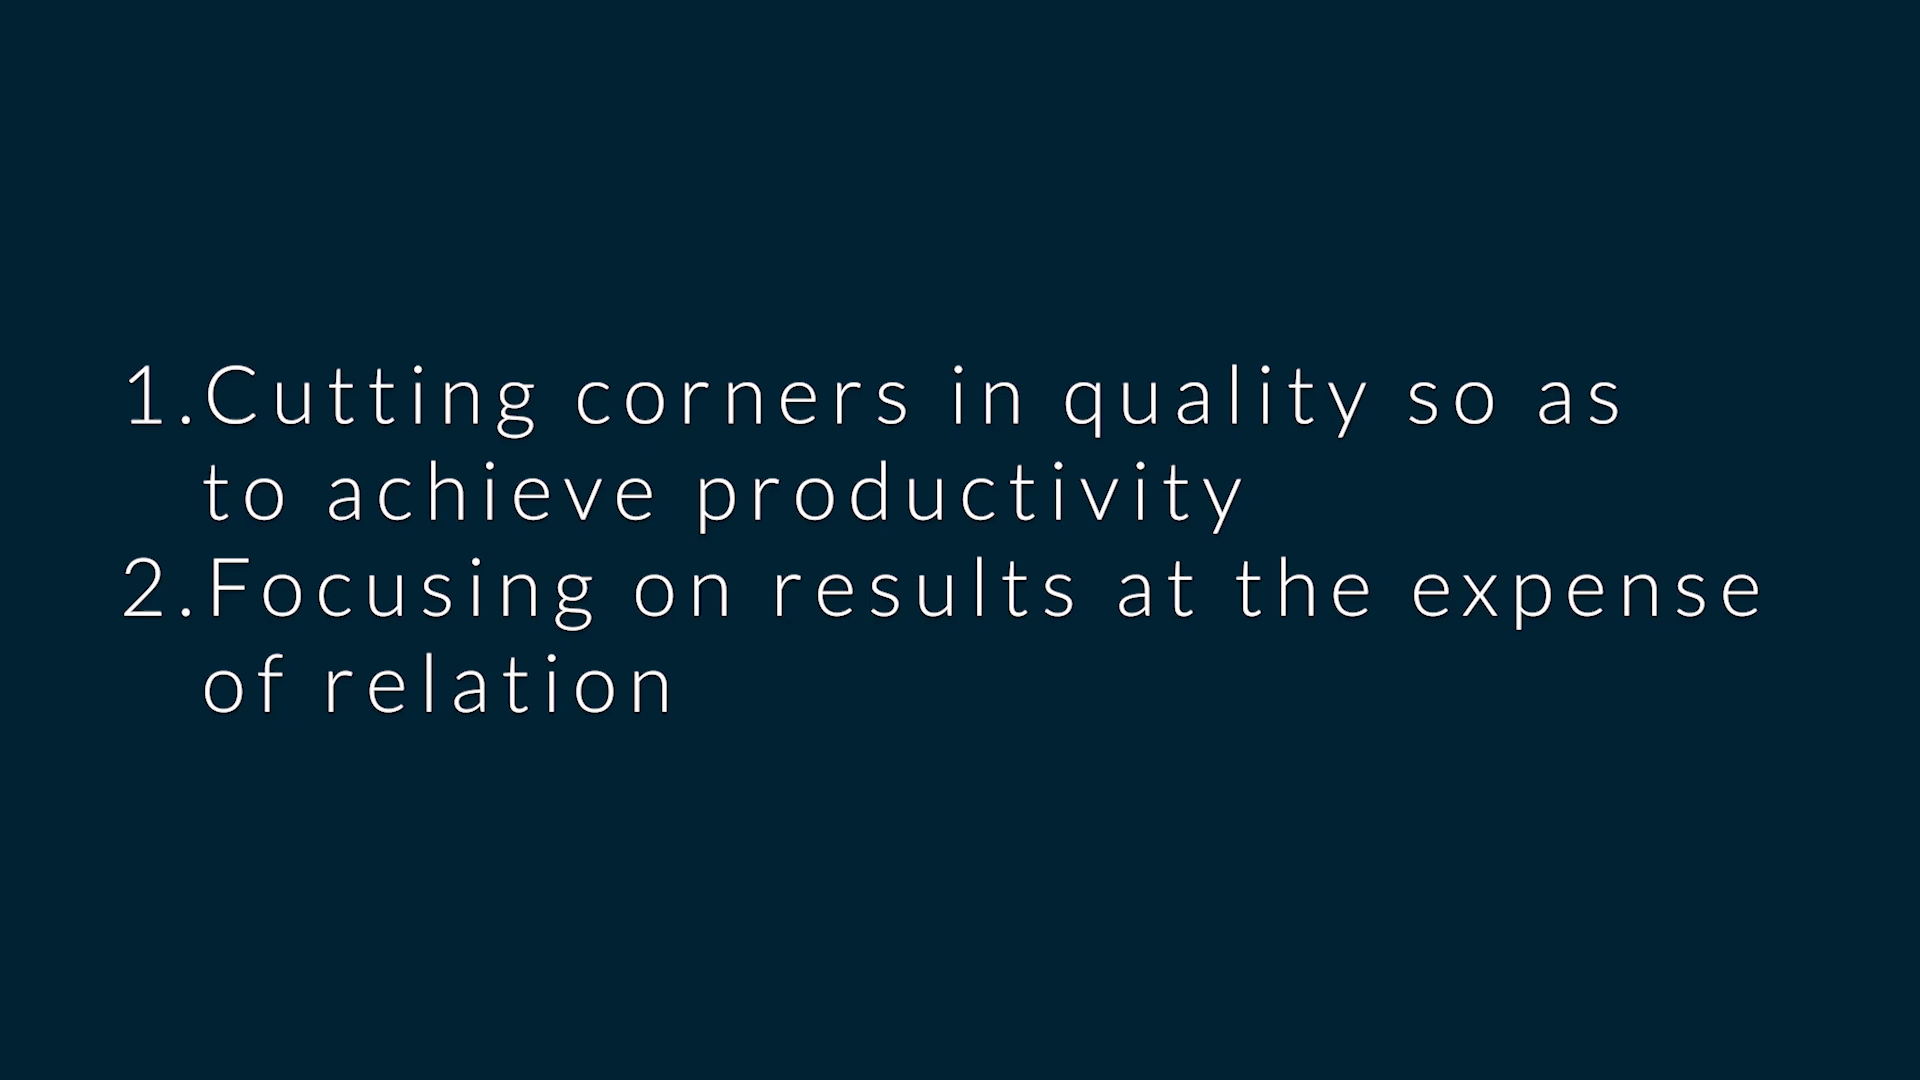 1.Cutting corners in quality so as
to achieve productivity
2.Focusing on results at the expense
of relation